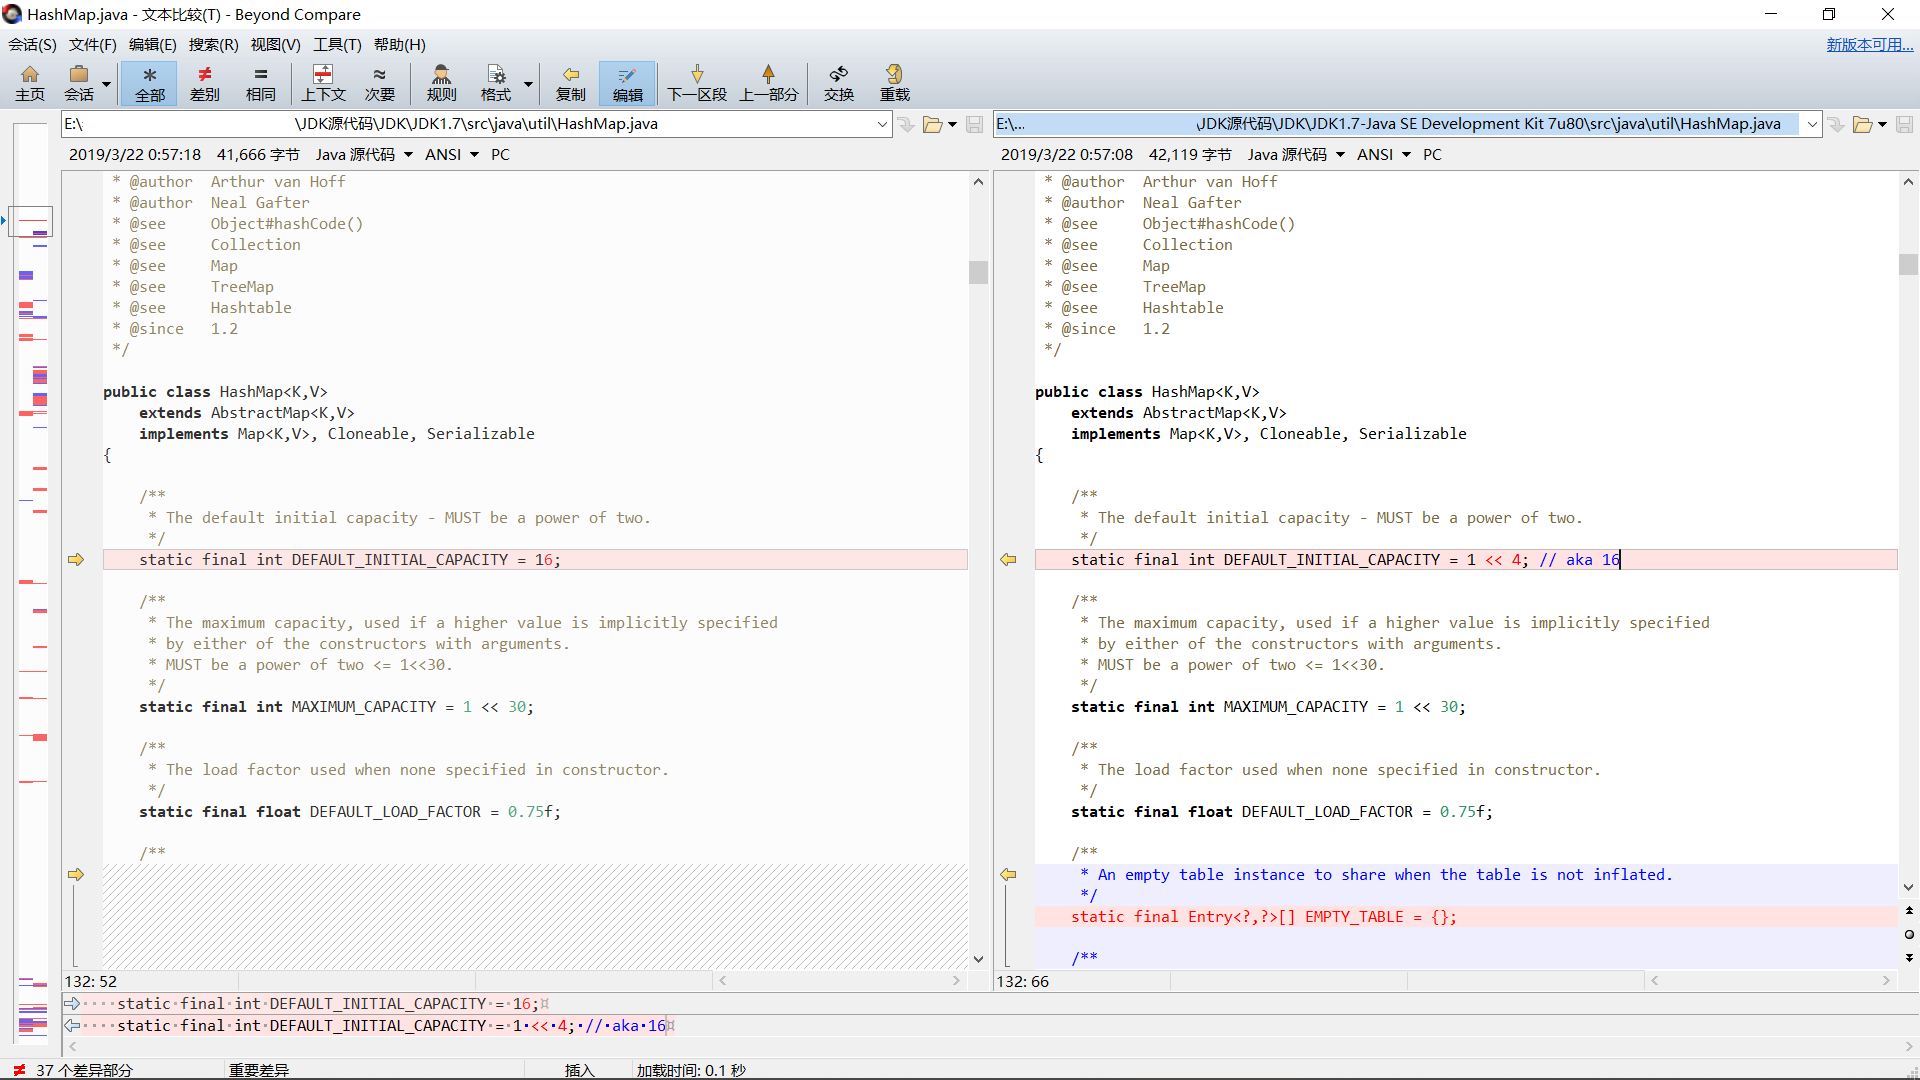 HashMap.java - 文本比较(T) - Beyond Compare
会话(S) 文件(F) 编辑(E) 搜索(R) 视图(V) 工具(T) 帮助(H) 新版本可用...
主页 会话 全部 差别 相同 上下文 次要 规则 格式 复制 编辑 下一区段 上一部分 交换 重载
E:\ \JDK源代码\JDK\JDK1.7\src\java\util\HashMap.java
2019/3/22 0:57:18 41,666 字节 Java 源代码 ANSI PC
* @author Arthur van Hoff
* @author Neal Gafter
* @see Object#hashCode()
* @see Collection
* @see Map
* @see TreeMap
* @see Hashtable
* @since 1.2
*/
public class HashMap<K,V>
extends AbstractMap<K,V>
implements Map<K,V>, Cloneable, Serializable
{
/**
* The default initial capacity - MUST be a power of two.
*/
static final int DEFAULT_INITIAL_CAPACITY = 16;
/**
* The maximum capacity, used if a higher value is implicitly specified
* by either of the constructors with arguments.
* MUST be a power of two <= 1<<30.
*/
static final int MAXIMUM_CAPACITY = 1 << 30;
/**
* The load factor used when none specified in constructor.
*/
static final float DEFAULT_LOAD_FACTOR = 0.75f;
/**
132: 52
E:\... \JDK源代码\JDK\JDK1.7-Java SE Development Kit 7u80\src\java\util\HashMap.java
2019/3/22 0:57:08 42,119 字节 Java 源代码 ANSI PC
* @author Arthur van Hoff
* @author Neal Gafter
* @see Object#hashCode()
* @see Collection
* @see Map
* @see TreeMap
* @see Hashtable
* @since 1.2
*/
public class HashMap<K,V>
extends AbstractMap<K,V>
implements Map<K,V>, Cloneable, Serializable
{
/**
* The default initial capacity - MUST be a power of two.
*/
static final int DEFAULT_INITIAL_CAPACITY = 1 << 4; // aka 16
/**
* The maximum capacity, used if a higher value is implicitly specified
* by either of the constructors with arguments.
* MUST be a power of two <= 1<<30.
*/
static final int MAXIMUM_CAPACITY = 1 << 30;
/**
* The load factor used when none specified in constructor.
*/
static final float DEFAULT_LOAD_FACTOR = 0.75f;
/**
* An empty table instance to share when the table is not inflated.
*/
static final Entry<?,?>[] EMPTY_TABLE = {};
/**
132: 66
····static·final·int·DEFAULT_INITIAL_CAPACITY·=·16;¤
····static·final·int·DEFAULT_INITIAL_CAPACITY·=·1·<<·4;·//·aka·16¤
≠ 37 个差异部分 重要差异 插入 加载时间: 0.1 秒